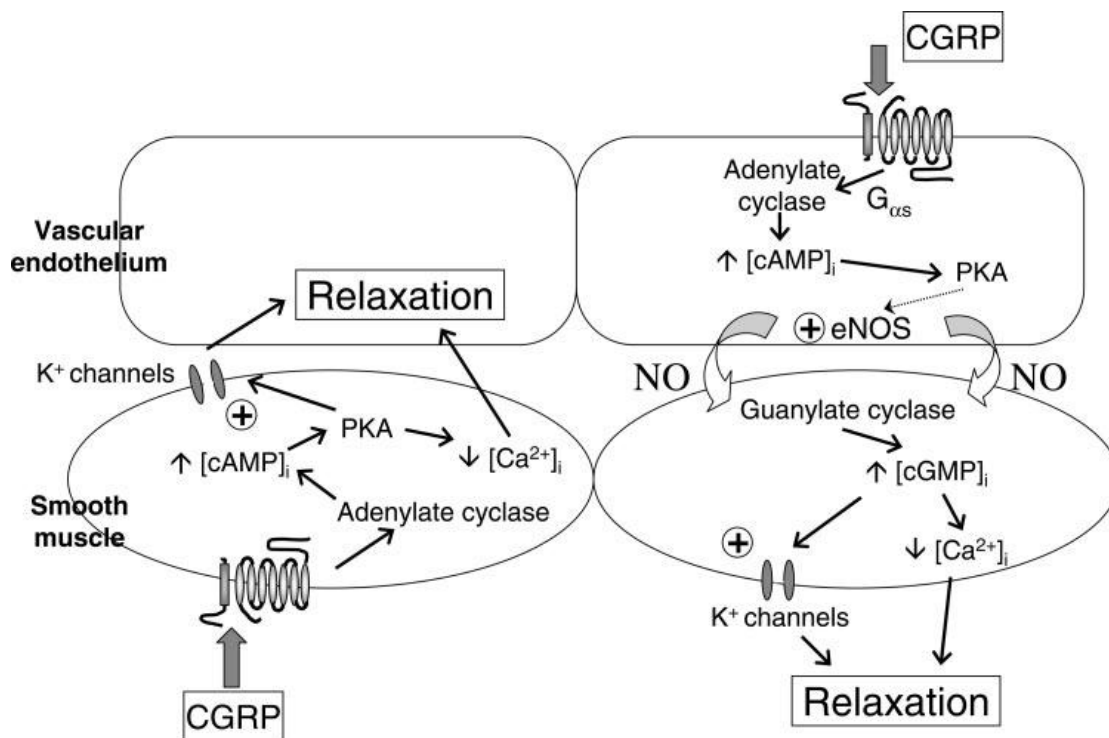 CGRP
Adenylate
cyclase
Gαs
↑ [cAMP]i
PKA
+ eNOS
NO
NO
Vascular
endothelium
Relaxation
K+ channels
+
PKA
↑ [cAMP]i
↓ [Ca2+]i
Adenylate cyclase
Smooth
muscle
CGRP
Guanylate cyclase
↑ [cGMP]i
+
↓ [Ca2+]i
K+ channels
Relaxation